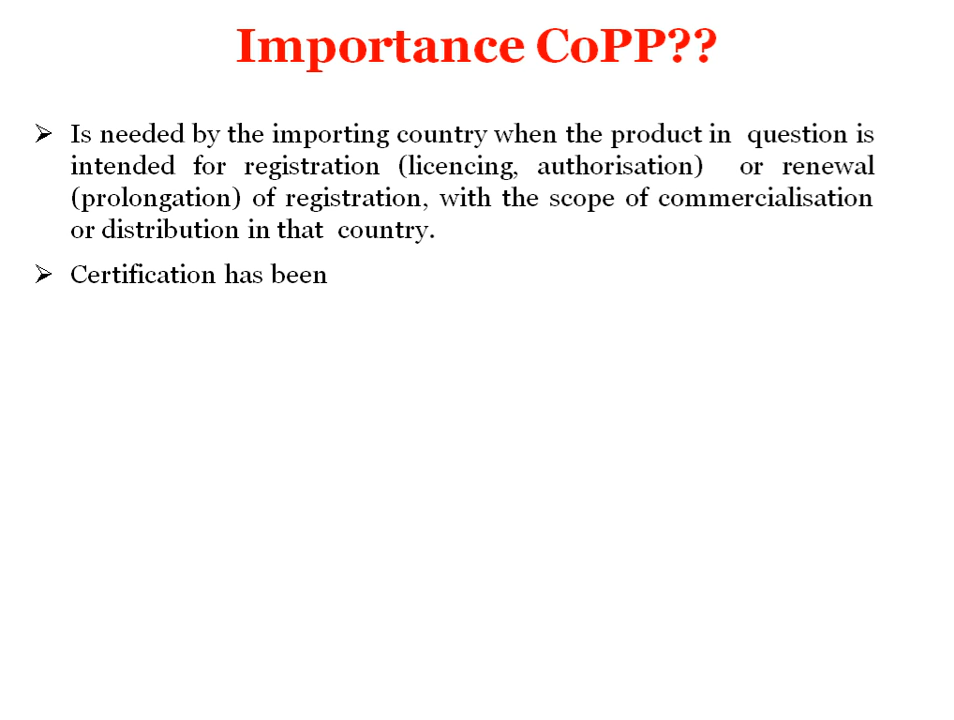 Importance CoPP??
➢ Is needed by the importing country when the product in question is
intended for registration (licencing, authorisation) or renewal
(prolongation) of registration, with the scope of commercialisation
or distribution in that country.
➢ Certification has been